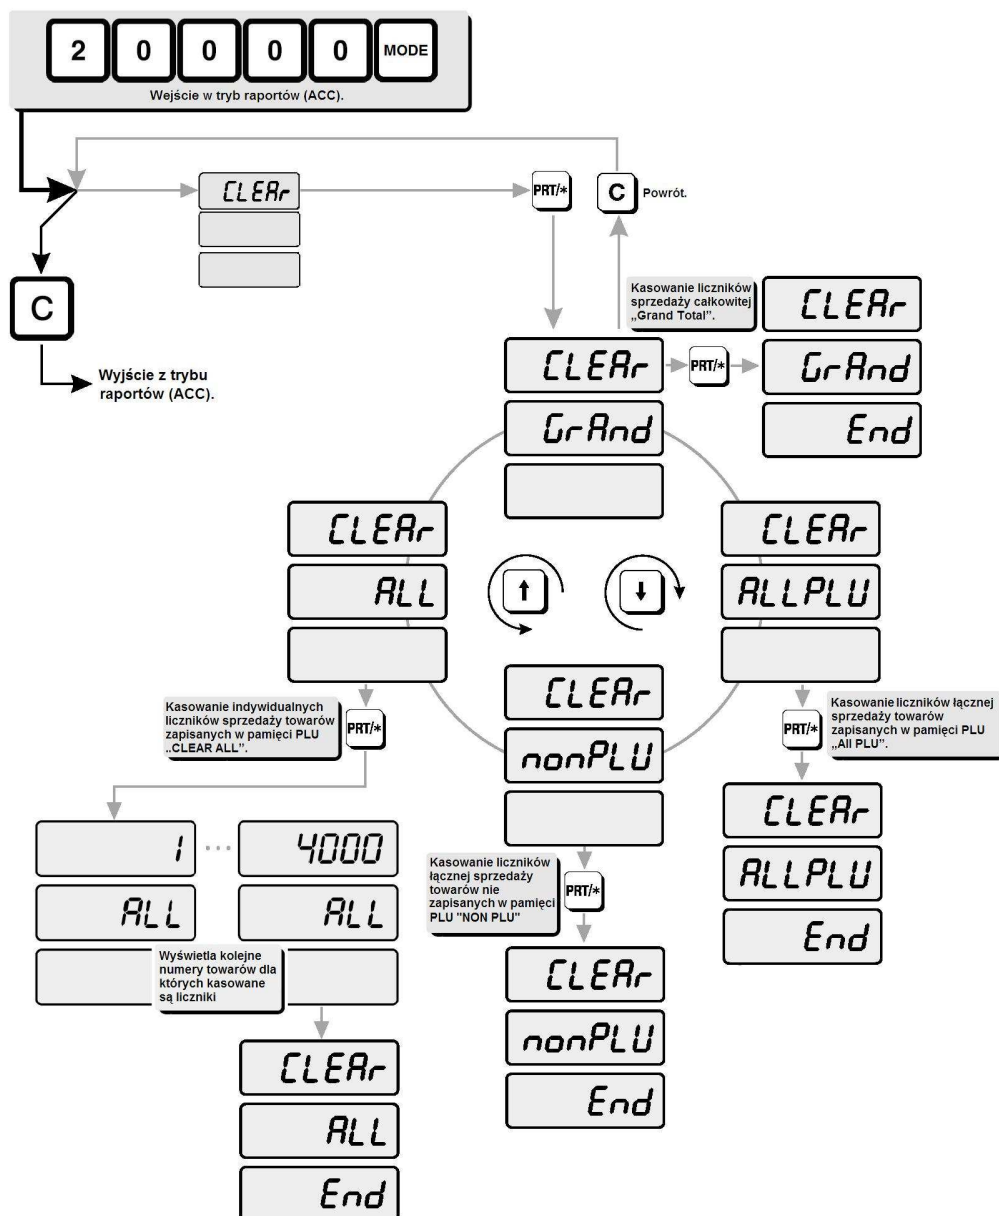 2 0 0 0 0 MODE
Wejście w tryb raportów (ACC).
CLEAr
PRT/*
C
Powrót.
C
Wyjście z trybu
raportów (ACC).
Kasowanie liczników
sprzedaży całkowitej
„Grand Total”.
CLEAr
GrAnd
PRT/*
CLEAr
GrAnd
End
CLEAr
ALL
↑
↓
CLEAr
ALLPLU
CLEAr
nonPLU
Kasowanie indywidualnych
liczników sprzedaży towarów
zapisanych w pamięci PLU
„CLEAR ALL”.
PRT/*
PRT/*
Kasowanie liczników łącznej
sprzedaży towarów
zapisanych w pamięci PLU
„All PLU”.
1 ... 4000
ALL ALL
Wyświetla kolejne
numery towarów dla
których kasowane
są liczniki
CLEAr
ALL
End
Kasowanie liczników
łącznej sprzedaży
towarów nie
zapisanych w pamięci
PLU "NON PLU"
PRT/*
CLEAr
nonPLU
End
CLEAr
ALLPLU
End